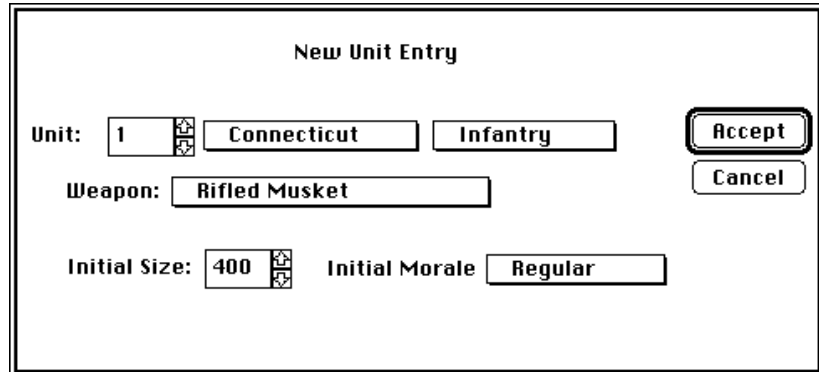 New Unit Entry
Unit: 1 Connecticut Infantry Accept
Weapon: Rifled Musket Cancel
Initial Size: 400 Initial Morale Regular